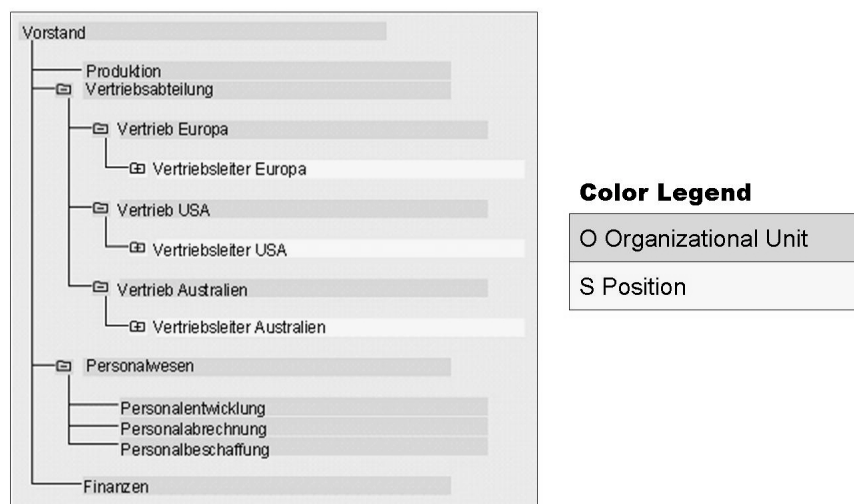 Vorstand
Produktion
Vertriebsabteilung
Vertrieb Europa
Vertriebsleiter Europa
Vertrieb USA
Vertriebsleiter USA
Vertrieb Australien
Vertriebsleiter Australien
Personalwesen
Personalentwicklung
Personalabrechnung
Personalbeschaffung
Finanzen
Color Legend
O Organizational Unit
S Position